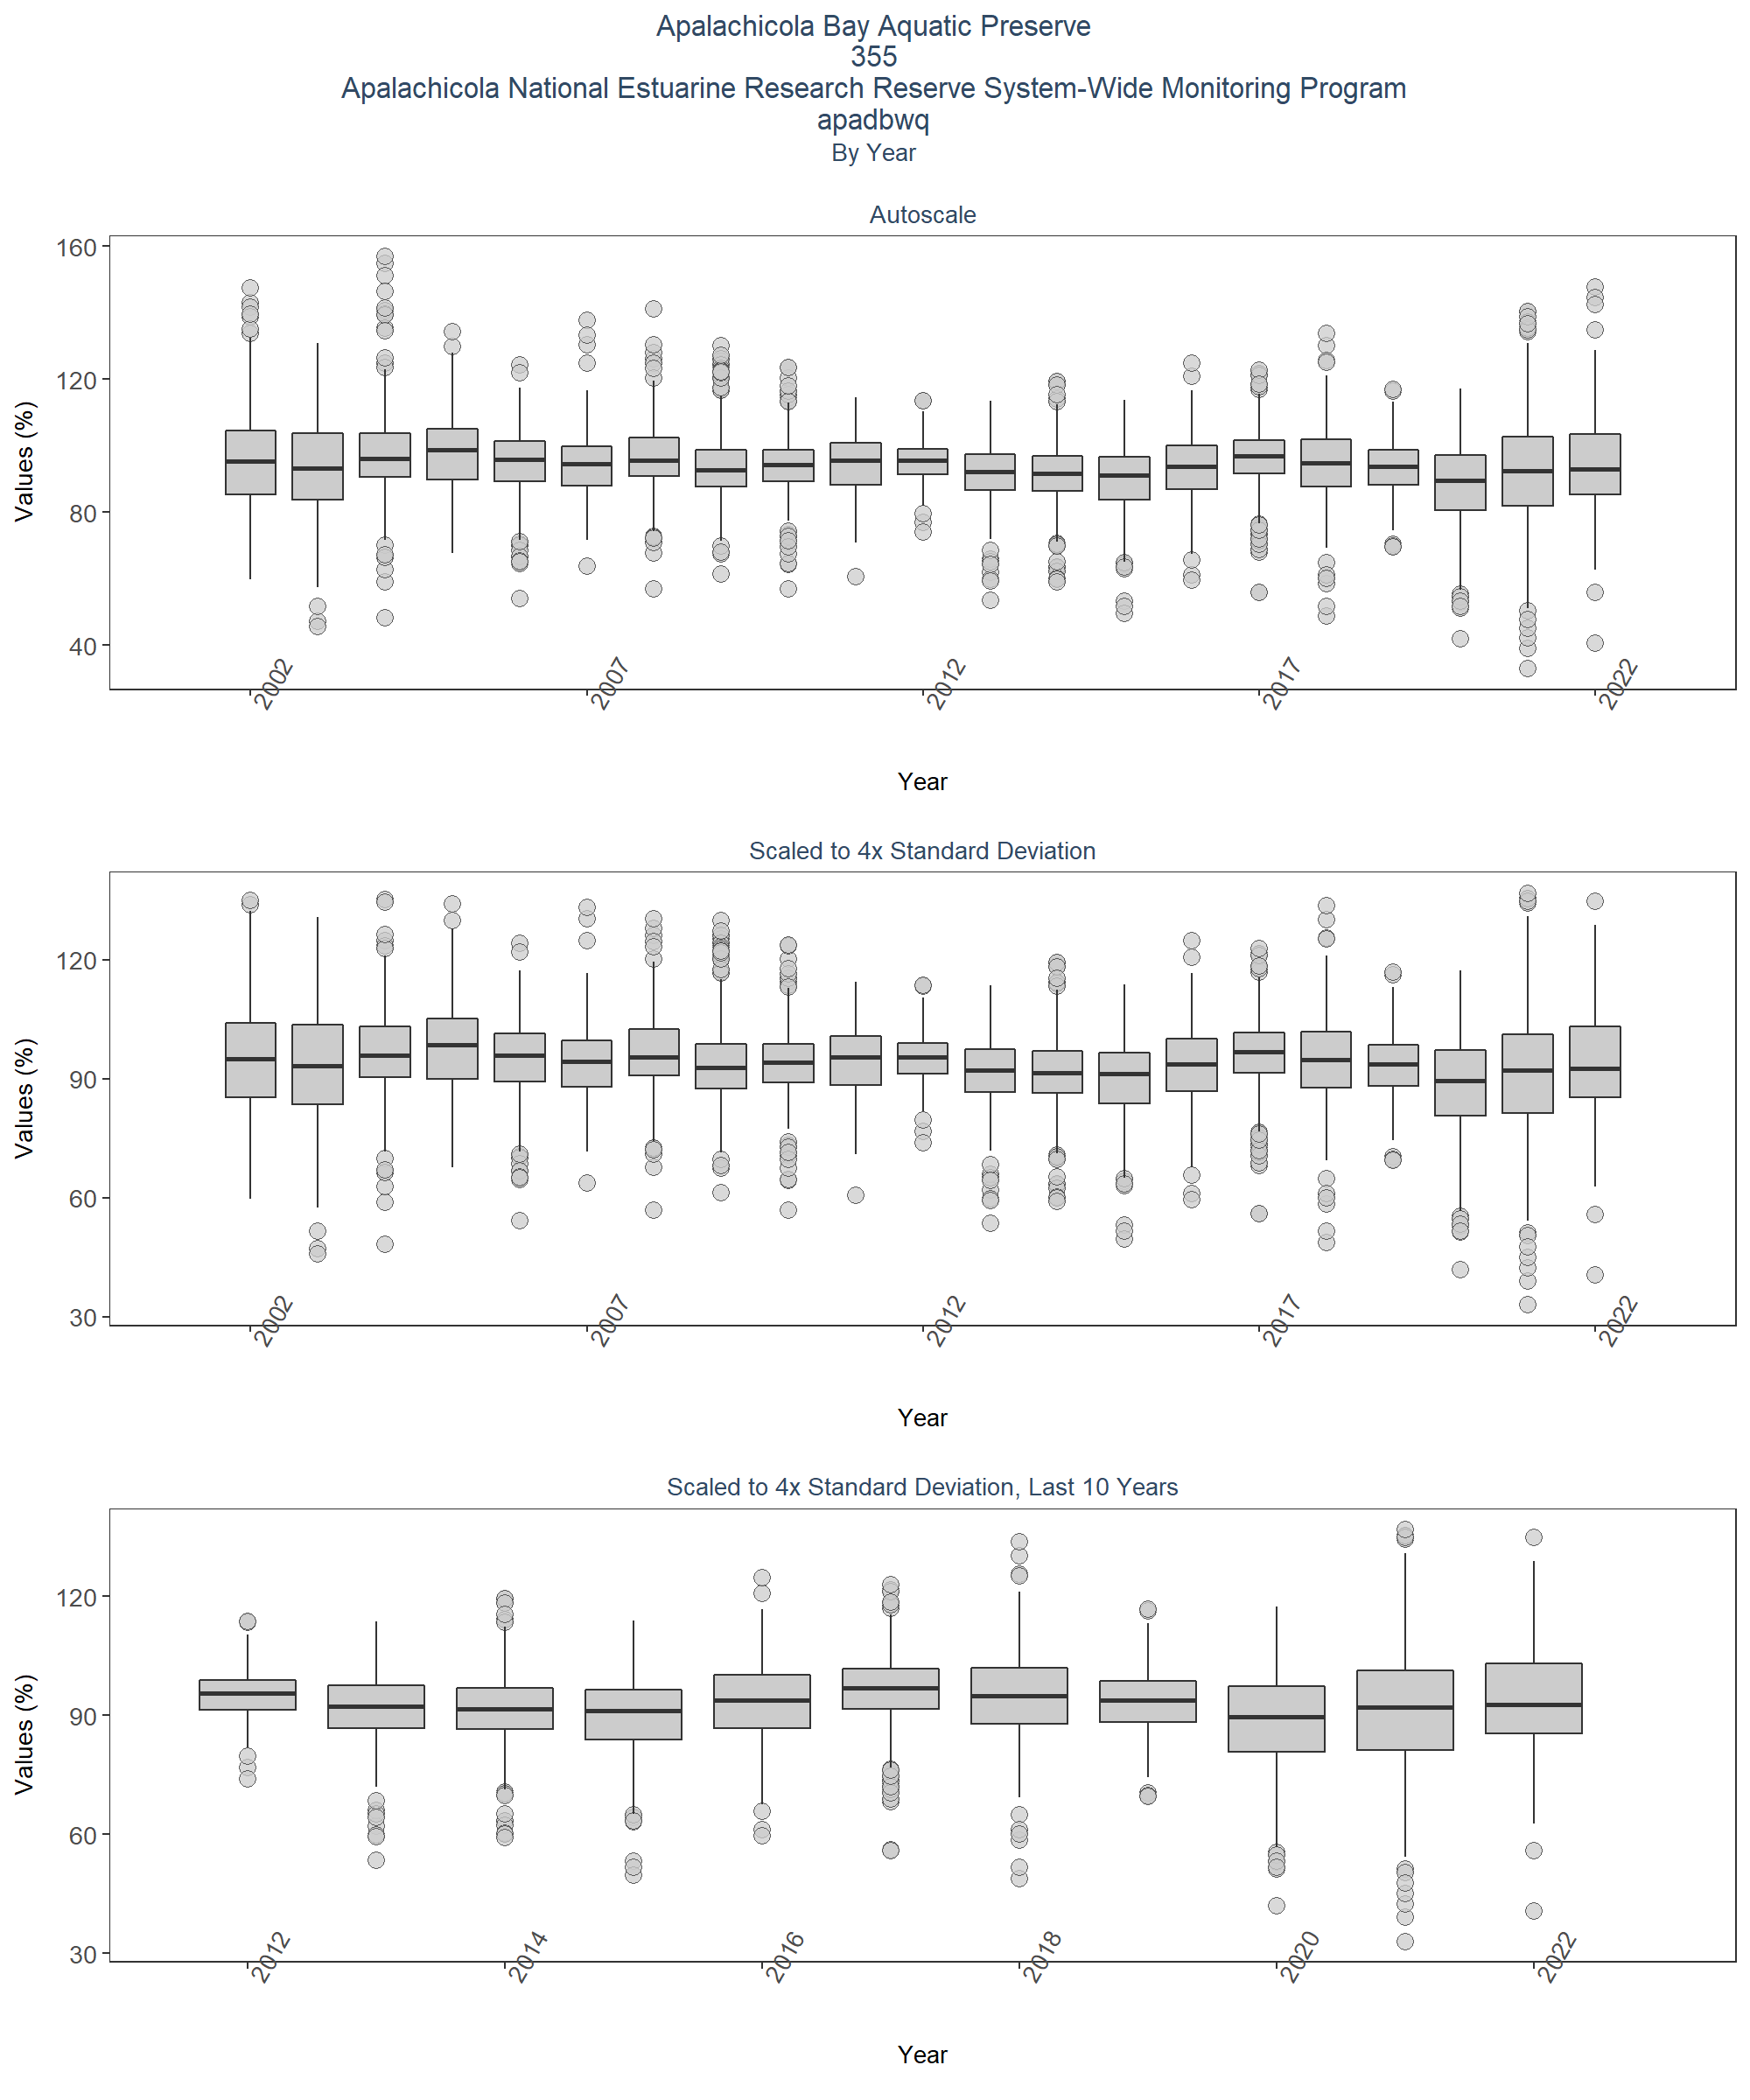 Apalachicola Bay Aquatic Preserve
355
Apalachicola National Estuarine Research Reserve System-Wide Monitoring Program
apadbwq
By Year
Autoscale
Values (%)
160
120
80
40
2002 2007 2012 2017 2022
Year
Scaled to 4x Standard Deviation
Values (%)
120
90
60
30
2002 2007 2012 2017 2022
Year
Scaled to 4x Standard Deviation, Last 10 Years
Values (%)
120
90
60
30
2012 2014 2016 2018 2020 2022
Year